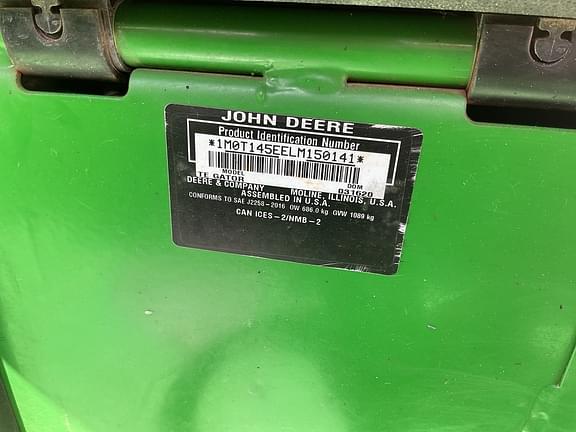 JOHN DEERE
Product Identification Number
*1M0T145EELM150141*
MODEL DOM
TE GATOR 031620
DEERE & COMPANY MOLINE, ILLINOIS, U.S.A.
ASSEMBLED IN U.S.A.
CONFORMS TO SAE J2258-2016 OW 686.0 kg GVW 1089 kg
CAN ICES-2/NMB-2